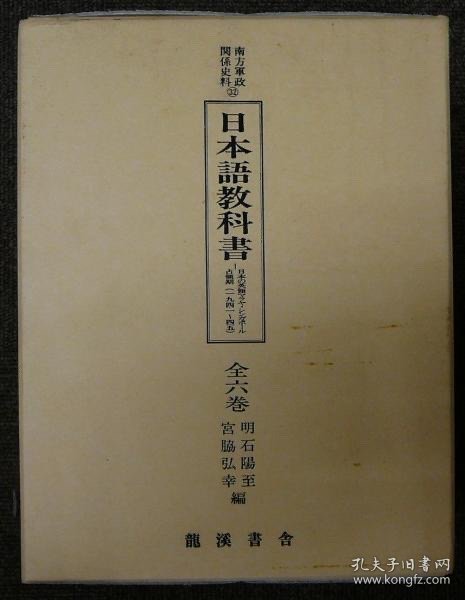 南方軍政
関係史料㉜
日本語教科書
―日本の英領マラヤ・シンガポール
占領期(一九四一〜四五)
全六巻
明石陽至
宮脇弘幸
編
龍溪書舎
孔夫子旧书网
www.kongfz.com